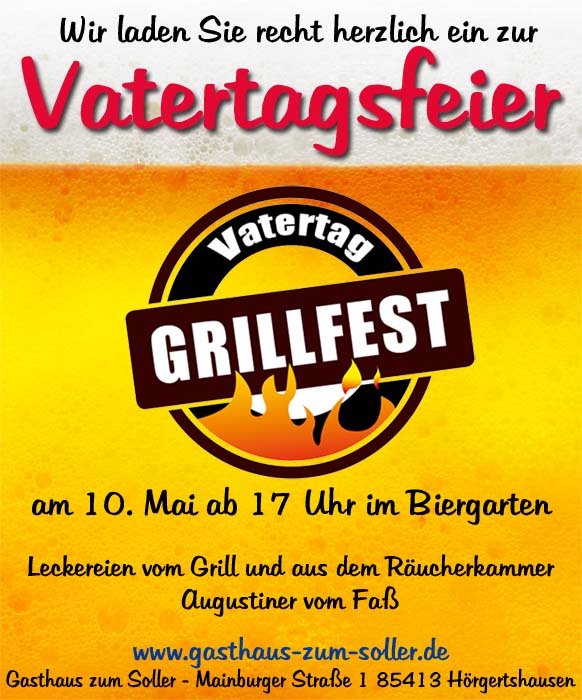 Wir laden Sie recht herzlich ein zur
Vatertagsfeier
Vatertag
GRILLFEST
am 10. Mai ab 17 Uhr im Biergarten
Leckereien vom Grill und aus dem Räucherkammer
Augustiner vom Faß
www.gasthaus-zum-soller.de
Gasthaus zum Soller - Mainburger Straße 1 85413 Hörgertshausen